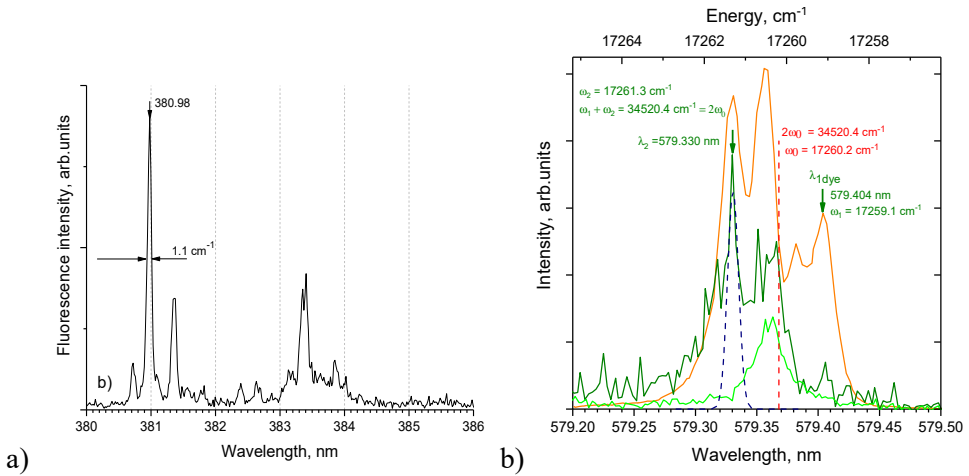 Fluorescence intensity, arb.units
380.98
1.1 cm⁻¹
b)
380 381 382 383 384 385 386
Wavelength, nm
a)
Energy, cm⁻¹
17264 17262 17260 17258
ω₂ = 17261.3 cm⁻¹
ω₁ + ω₂ = 34520.4 cm⁻¹ = 2ω₀
λ₂ =579.330 nm
2ω₀ = 34520.4 cm⁻¹
ω₀ = 17260.2 cm⁻¹
λ₁dye
579.404 nm
ω₁ = 17259.1 cm⁻¹
Intensity, arb.units
579.20 579.25 579.30 579.35 579.40 579.45 579.50
Wavelength, nm
b)